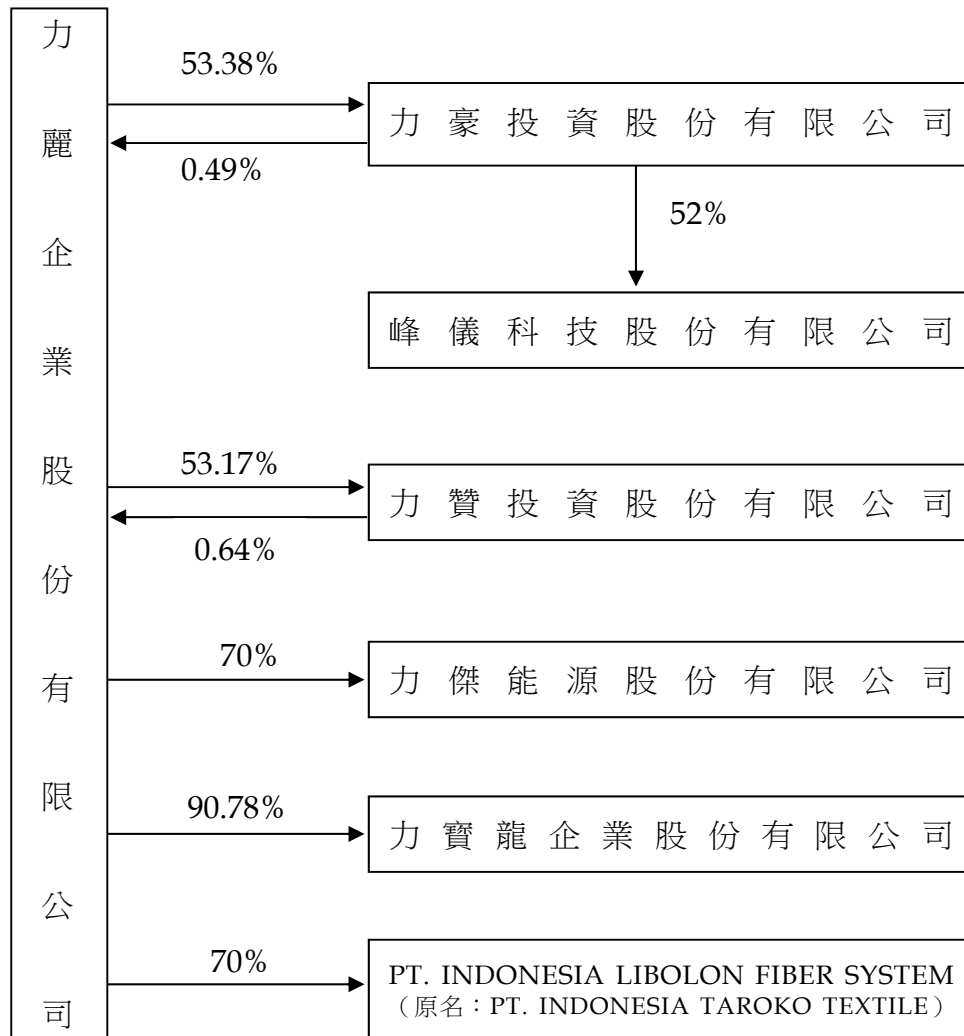 力麗企業股份有限公司
53.38%
力豪投資股份有限公司
0.49%
52%
峰儀科技股份有限公司
53.17%
力贊投資股份有限公司
0.64%
70%
力傑能源股份有限公司
90.78%
力寶龍企業股份有限公司
70%
PT. INDONESIA LIBOLON FIBER SYSTEM
（原名：PT. INDONESIA TAROKO TEXTILE）